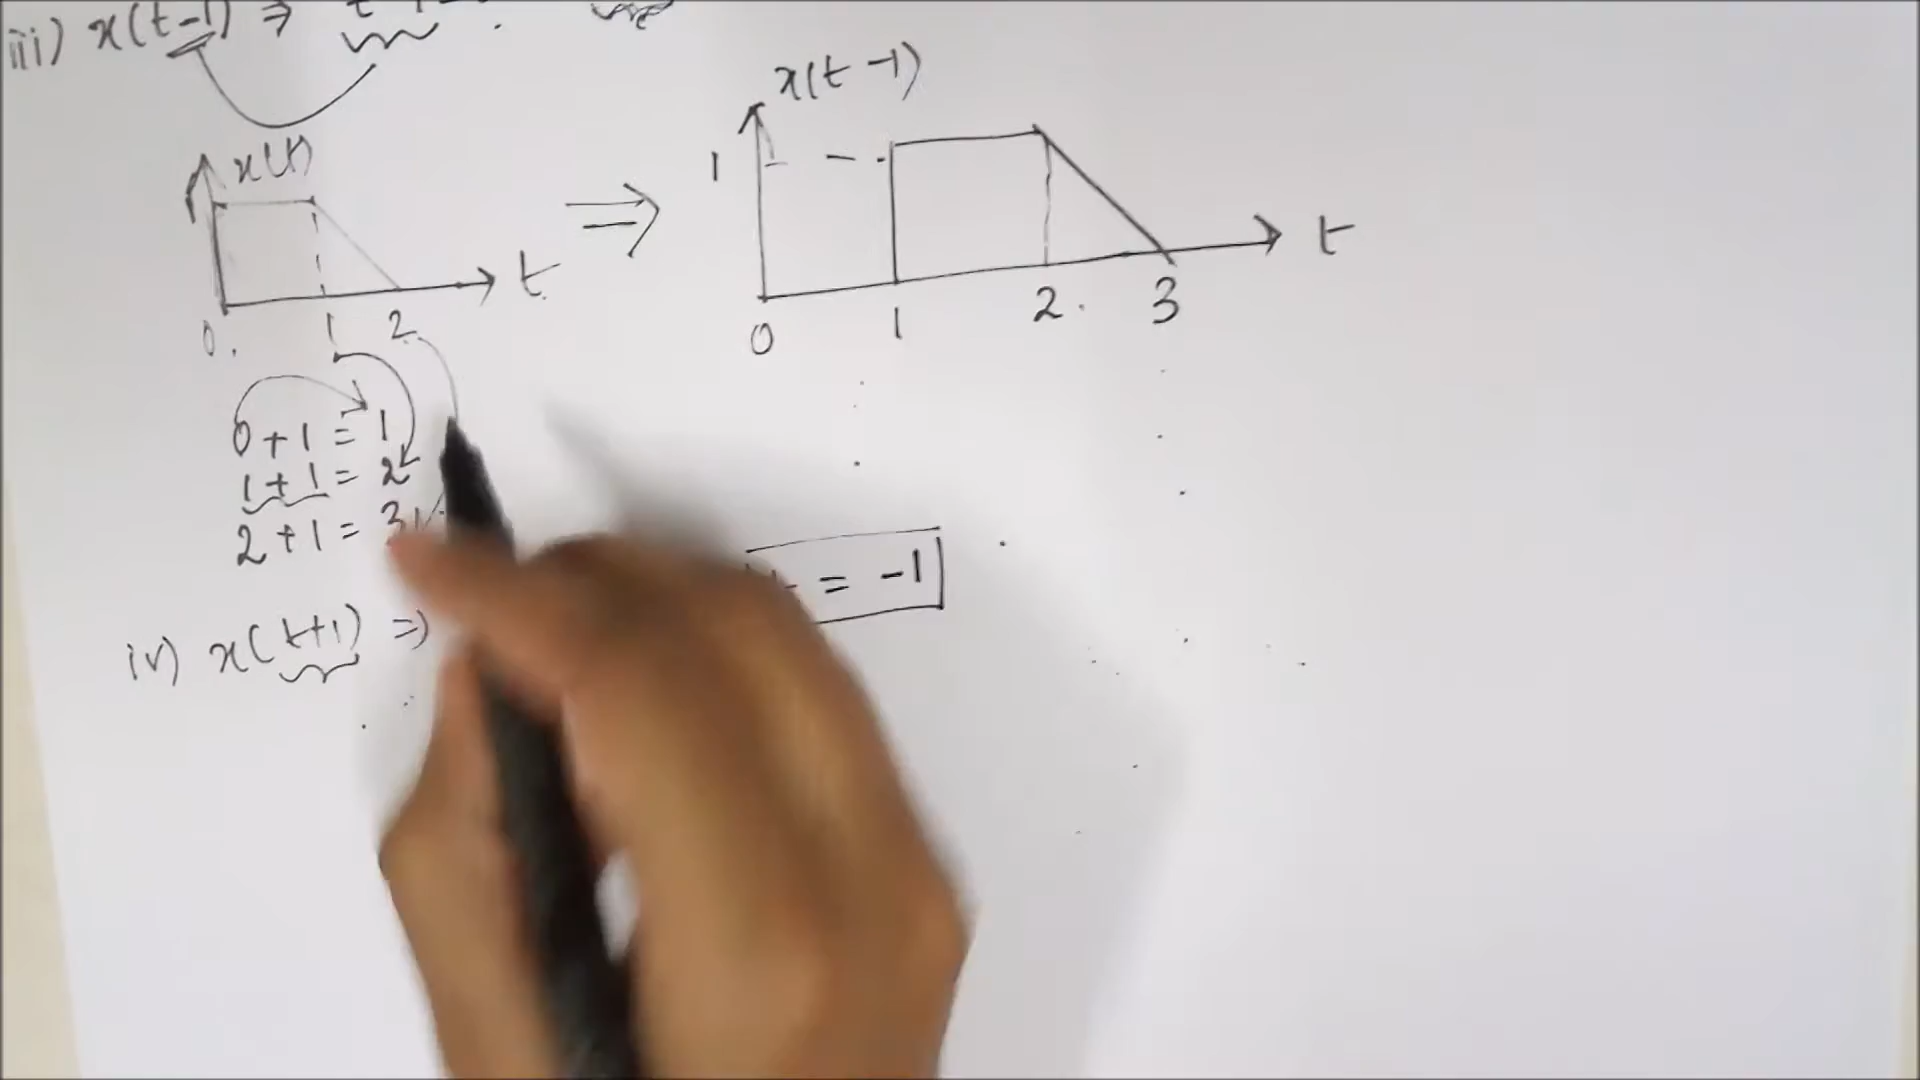 iii) x(t-1) ⇒
x(t)
t
0. 1 2
⇒
x(t-1)
1
t
0 1 2. 3
0+1 = 1
1+1 = 2
2+1 = 3
iv) x(t+1) ⇒
= -1